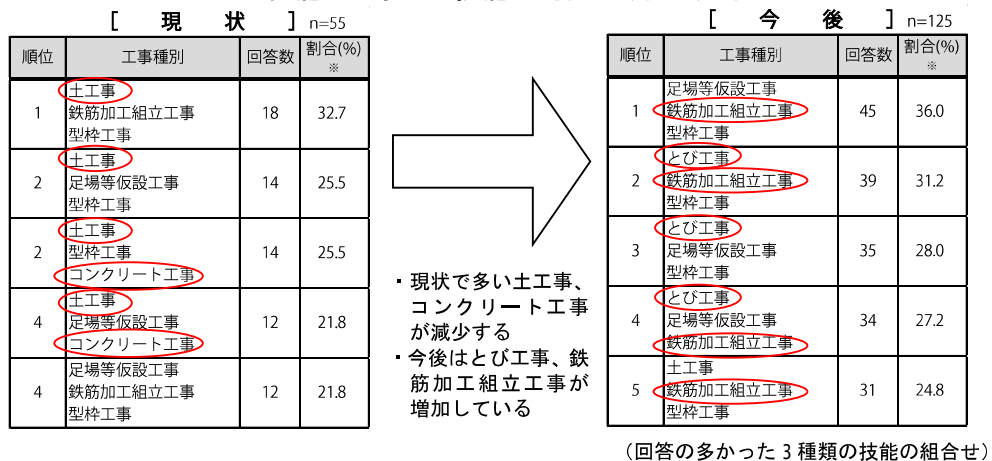 [ 現 状 ] n=55
順位 工事種別 回答数 割合(%)
※
土工事
1 鉄筋加工組立工事 18 32.7
型枠工事
土工事
2 足場等仮設工事 14 25.5
型枠工事
土工事
2 型枠工事 14 25.5
コンクリート工事
土工事
4 足場等仮設工事 12 21.8
コンクリート工事
足場等仮設工事
4 鉄筋加工組立工事 12 21.8
型枠工事
・現状で多い土工事、
コンクリート工事
が減少する
・今後はとび工事、鉄
筋加工組立工事が
増加している
[ 今 後 ] n=125
順位 工事種別 回答数 割合(%)
※
足場等仮設工事
1 鉄筋加工組立工事 45 36.0
型枠工事
とび工事
2 鉄筋加工組立工事 39 31.2
型枠工事
とび工事
3 足場等仮設工事 35 28.0
型枠工事
とび工事
4 足場等仮設工事 34 27.2
鉄筋加工組立工事
土工事
5 鉄筋加工組立工事 31 24.8
型枠工事
（回答の多かった3種類の技能の組合せ）